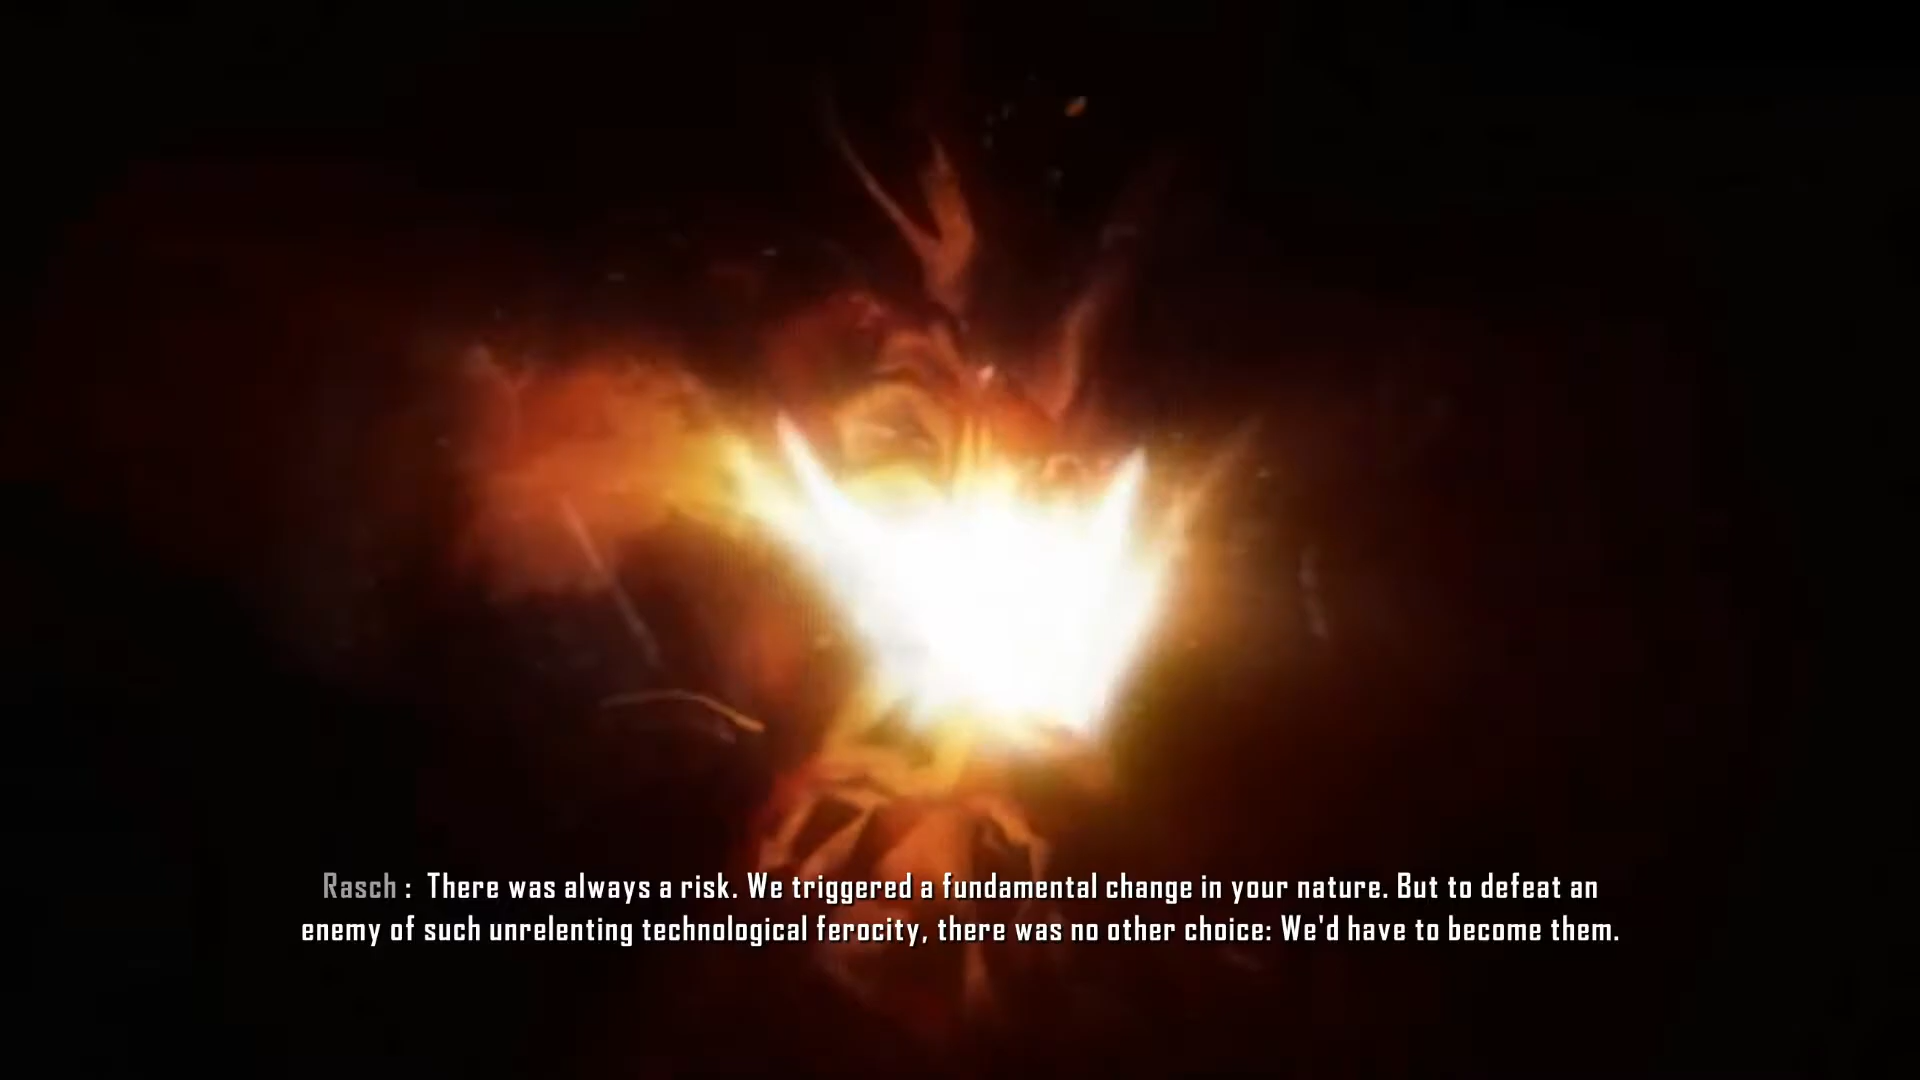 Rasch : There was always a risk. We triggered a fundamental change in your nature. But to defeat an
enemy of such unrelenting technological ferocity, there was no other choice: We'd have to become them.